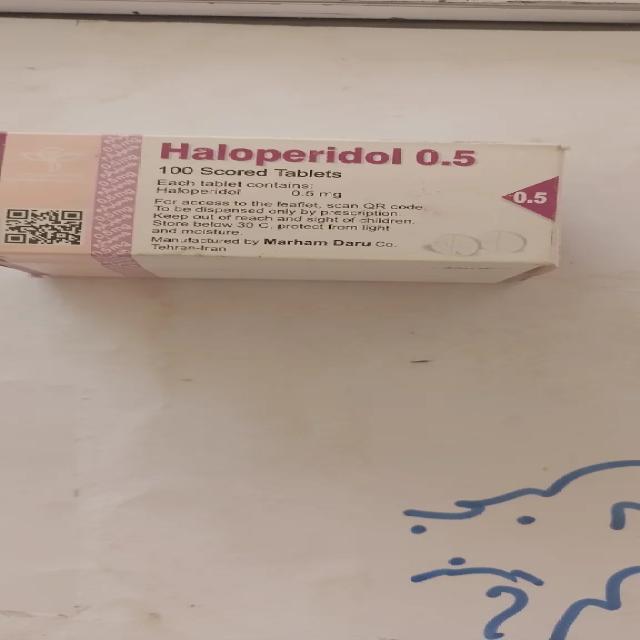 Haloperidol 0.5
100 Scored Tablets
Each tablet contains:
Haloperidol 0.5 mg
For access to the leaflet, scan QR code.
To be dispensed only by prescription.
Keep out of reach and sight of children.
Store below 30 C, protect from light
and moisture.
Manufactured by Marham Daru Co.
Tehran-Iran
0.5